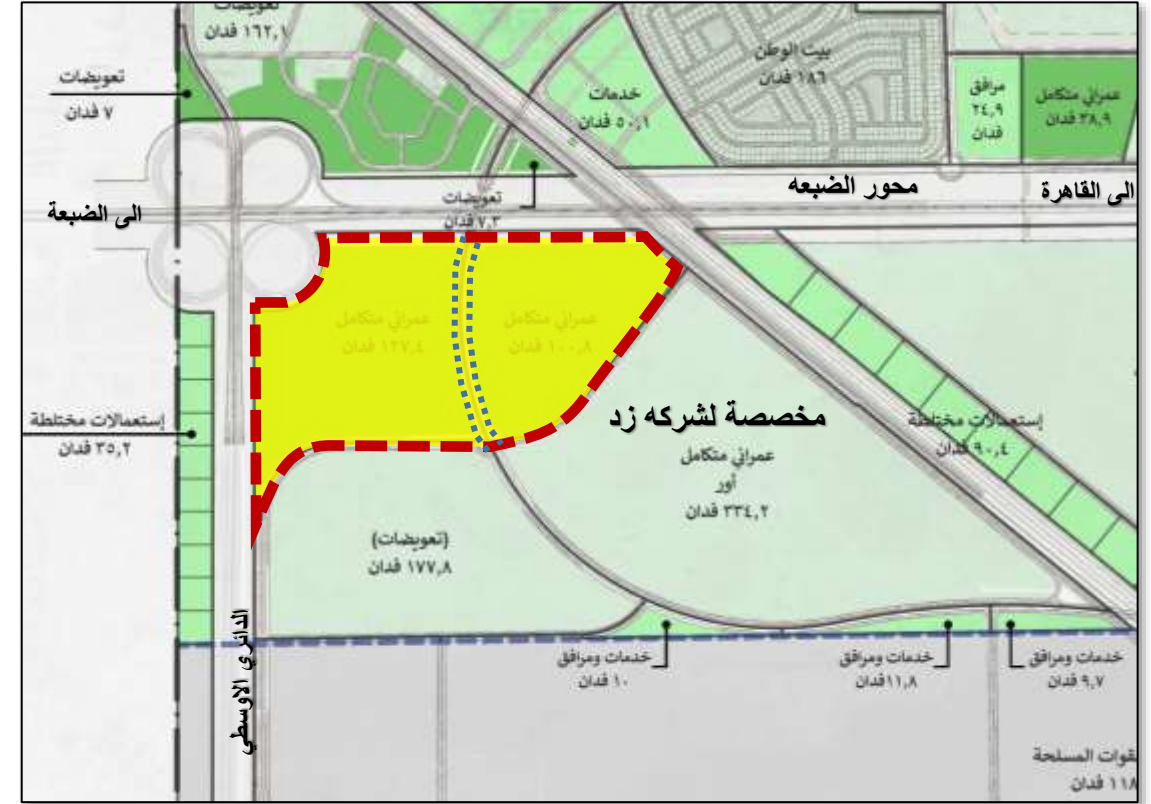 تعويضات
١٦٢,١ فدان
تعويضات
٧ فدان
خدمات
٥٠,١ فدان
بيت الوطن
١٨٦ فدان
مرافق
٢٤,٩
فدان
عمراني متكامل
٣٨,٩ فدان
تعويضات
٧,٣ فدان
محور الضبعه
الى القاهرة
الى الضبعة
عمراني متكامل
١٢٧,٤ فدان
عمراني متكامل
١٠٠,٨ فدان
مخصصة لشركه زد
عمراني متكامل
أور
٣٣٤,٢ فدان
إستعمالات مختلطة
٩٠,٤ فدان
إستعمالات مختلطة
٣٥,٢ فدان
(تعويضات)
١٧٧,٨ فدان
الدائري الاوسطي
خدمات ومرافق
١٠ فدان
خدمات ومرافق
١١,٨ فدان
خدمات ومرافق
٩,٧ فدان
قوات المسلحة
١١٨ فدان